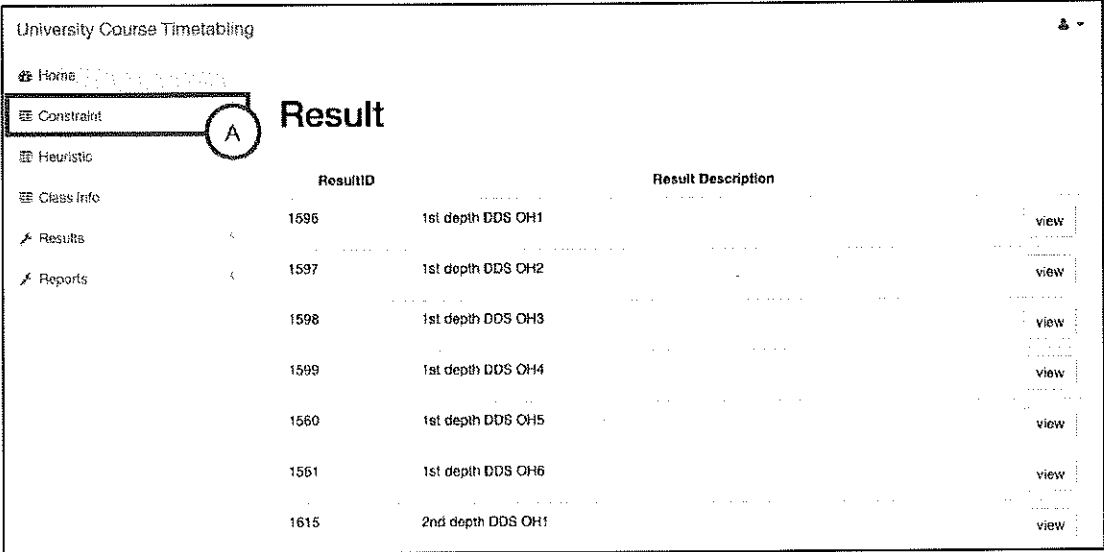 University Course Timetabling
Home
Constraint
A
Heuristic
Class Info
Results
Reports
Result
ResultID Result Description
1596 1st depth DDS OH1 view
1597 1st depth DDS OH2 view
1598 1st depth DDS OH3 view
1599 1st depth DDS OH4 view
1560 1st depth DDS OH5 view
1561 1st depth DDS OH6 view
1615 2nd depth DDS OH1 view